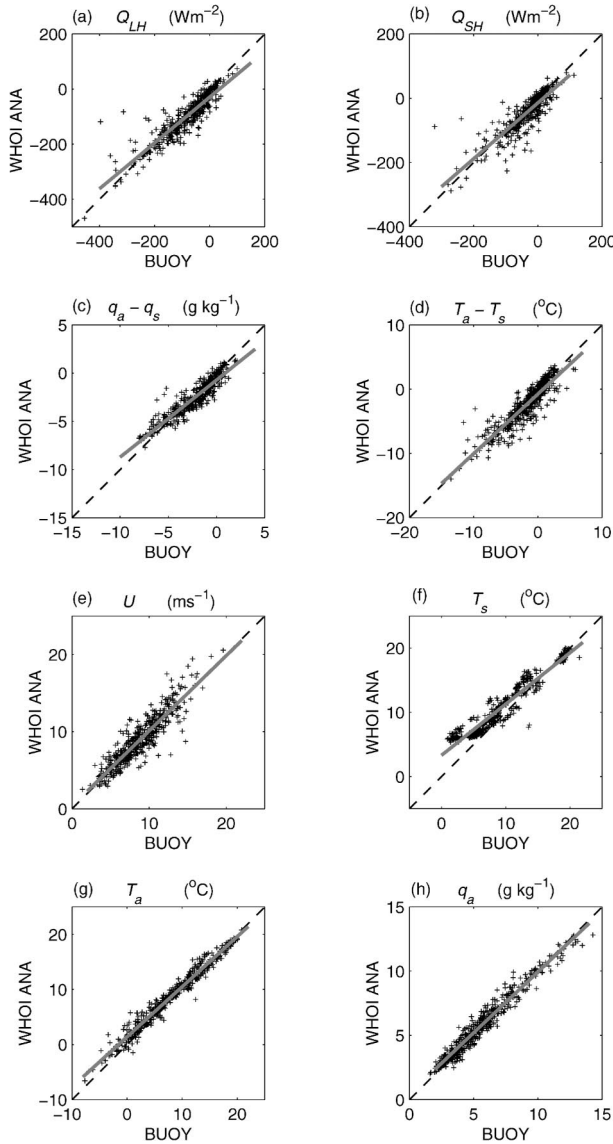 (a) Q_LH (Wm⁻²)
200
0
−200
−400
WHOI ANA
−400 −200 0 200
BUOY
(b) Q_SH (Wm⁻²)
200
0
−200
−400
WHOI ANA
−400 −200 0 200
BUOY
(c) q_a − q_s (g kg⁻¹)
5
0
−5
−10
−15
WHOI ANA
−15 −10 −5 0 5
BUOY
(d) T_a − T_s (°C)
10
0
−10
−20
WHOI ANA
−20 −10 0 10
BUOY
(e) U (ms⁻¹)
20
10
0
WHOI ANA
0 10 20
BUOY
(f) T_s (°C)
20
10
0
WHOI ANA
0 10 20
BUOY
(g) T_a (°C)
20
10
0
−10
WHOI ANA
−10 0 10 20
BUOY
(h) q_a (g kg⁻¹)
15
10
5
0
WHOI ANA
0 5 10 15
BUOY